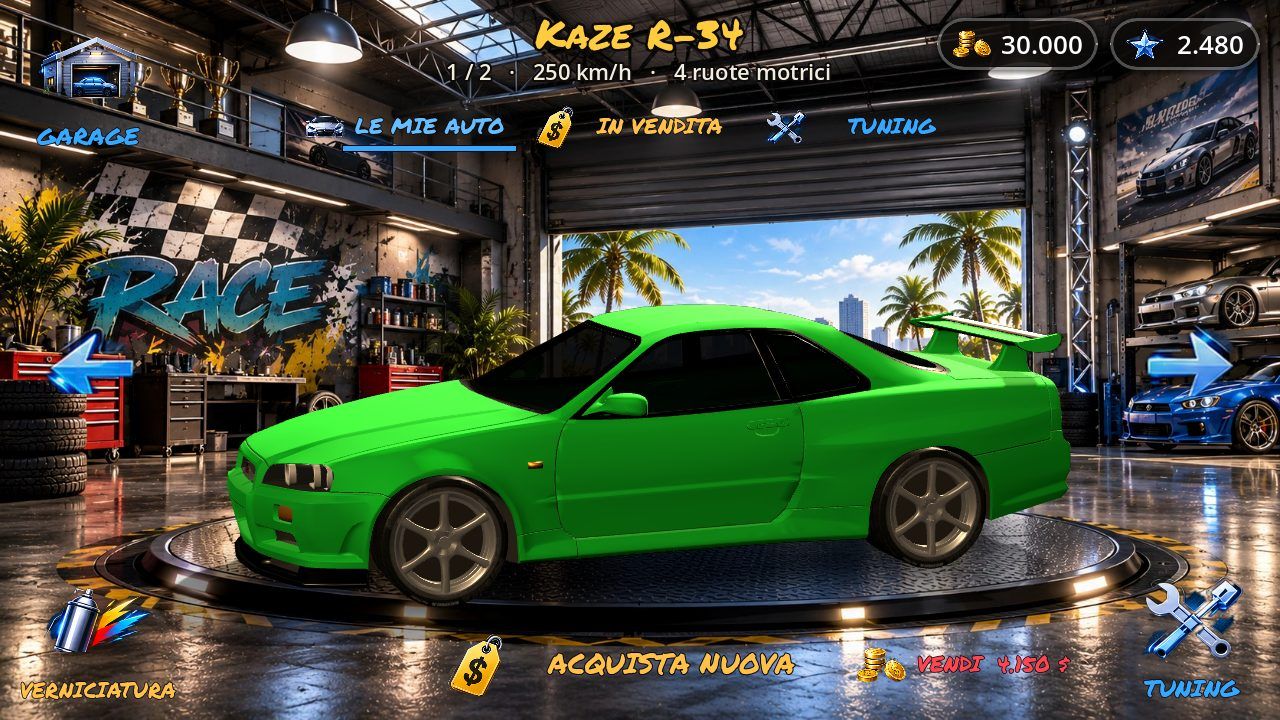 KAZE R-34
1 / 2 · 250 km/h · 4 ruote motrici
30.000
2.480
GARAGE
LE MIE AUTO
IN VENDITA
TUNING
RACE
VERNICIATURA
ACQUISTA NUOVA
VENDI 4.150 $
TUNING